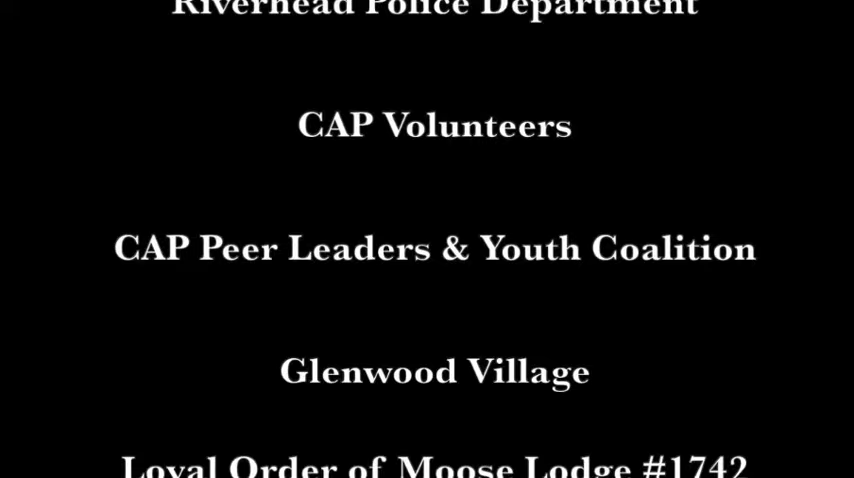 Riverhead Police Department
CAP Volunteers
CAP Peer Leaders & Youth Coalition
Glenwood Village
Loyal Order of Moose Lodge #1742